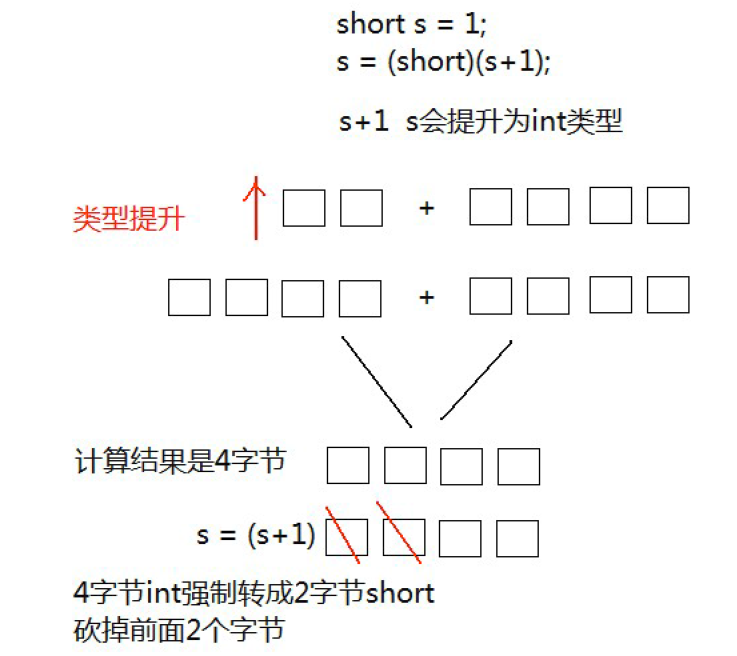 short s = 1;
s = (short)(s+1);
s+1 s会提升为int类型
类型提升
+
+
计算结果是4字节
s = (s+1)
4字节int强制转成2字节short
砍掉前面2个字节